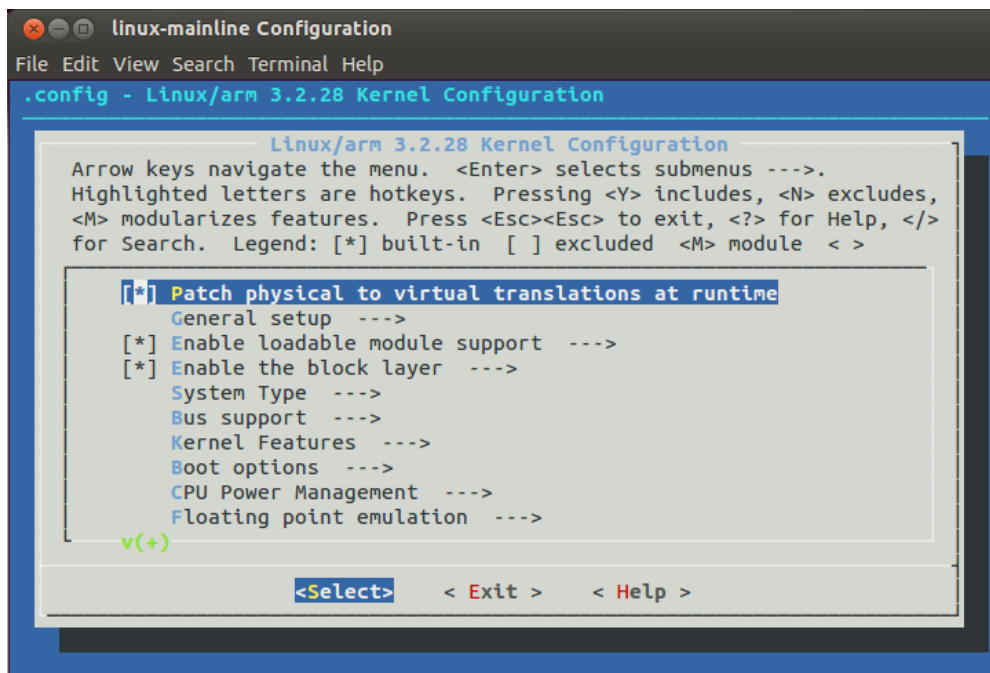 linux-mainline Configuration
File Edit View Search Terminal Help
.config - Linux/arm 3.2.28 Kernel Configuration
Linux/arm 3.2.28 Kernel Configuration
Arrow keys navigate the menu.  <Enter> selects submenus --->.
Highlighted letters are hotkeys.  Pressing <Y> includes, <N> excludes,
<M> modularizes features.  Press <Esc><Esc> to exit, <?> for Help, </>
for Search.  Legend: [*] built-in  [ ] excluded  <M> module  < >
[*] Patch physical to virtual translations at runtime
General setup  --->
[*] Enable loadable module support  --->
[*] Enable the block layer  --->
System Type  --->
Bus support  --->
Kernel Features  --->
Boot options  --->
CPU Power Management  --->
Floating point emulation  --->
v(+)
<Select>    < Exit >    < Help >